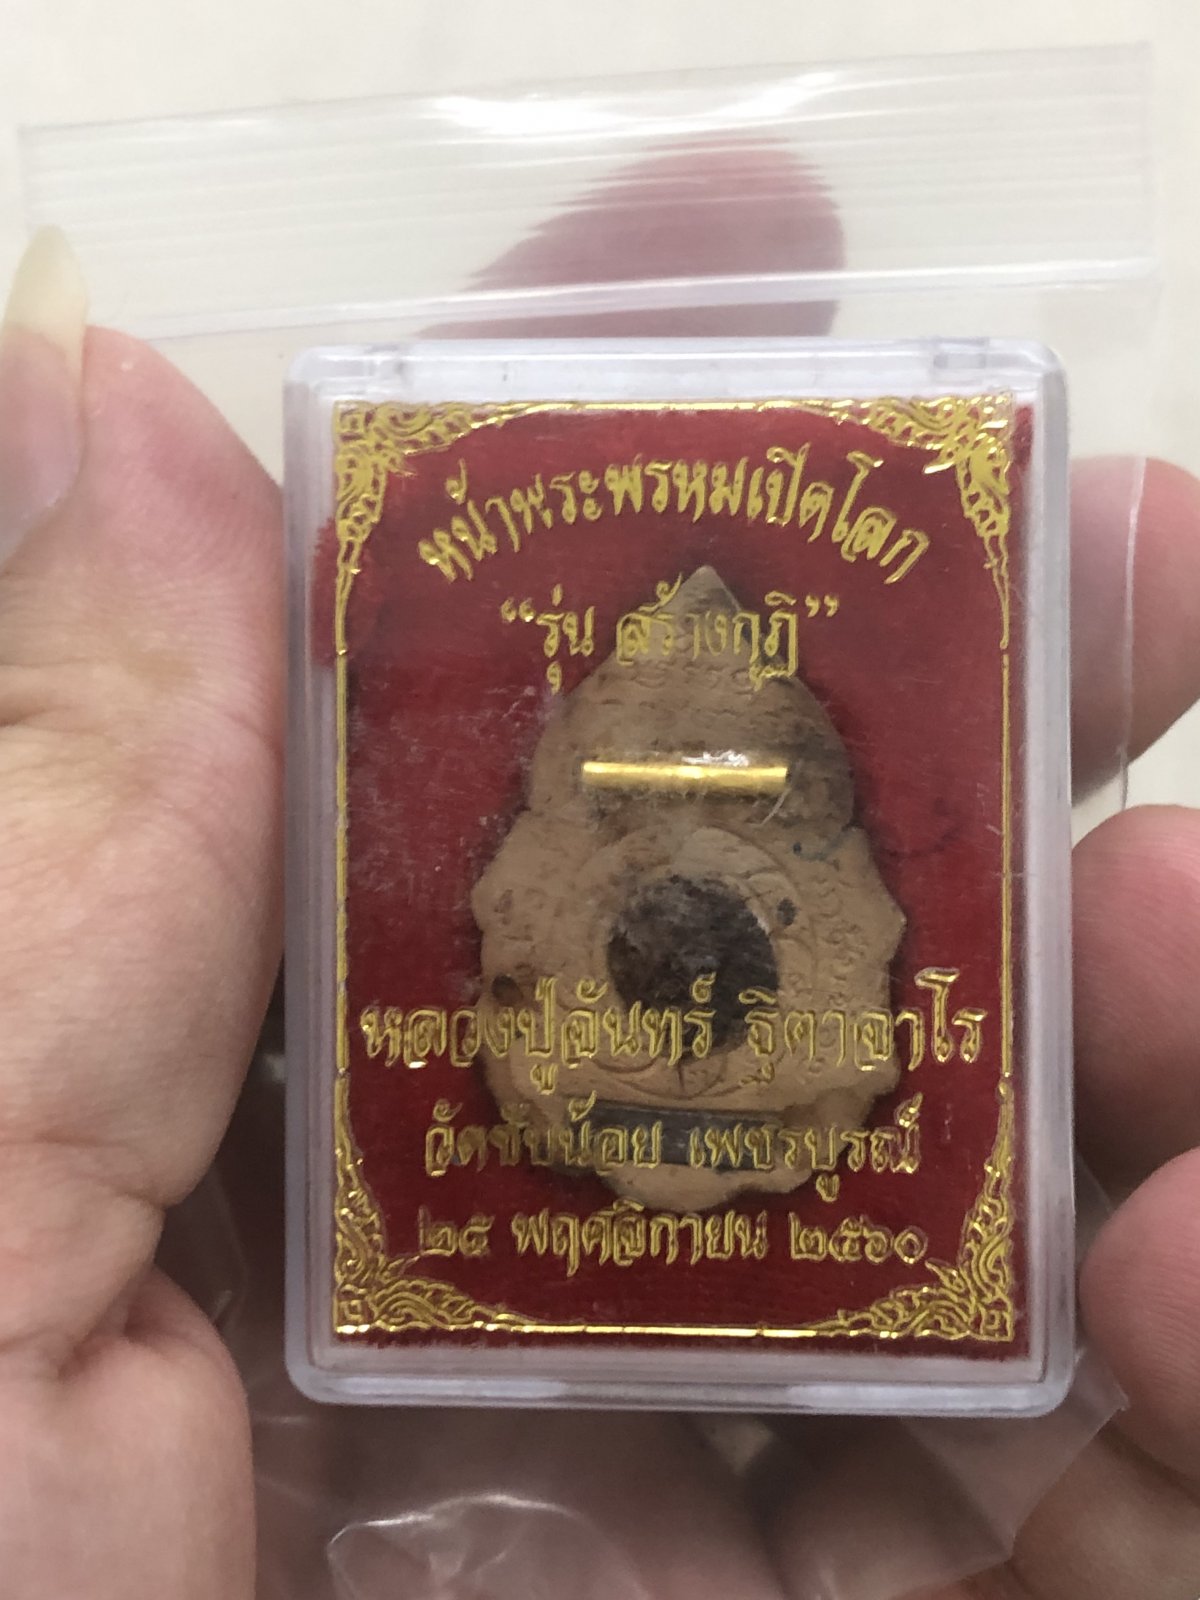 หน้าพระพรหมเปิดโลก
“รุ่น สร้างกุฏิ”
หลวงปู่จันทร์ ฐิตาจาโร
วัดซับน้อย เพชรบูรณ์
๒๕ พฤศจิกายน ๒๕๖๐